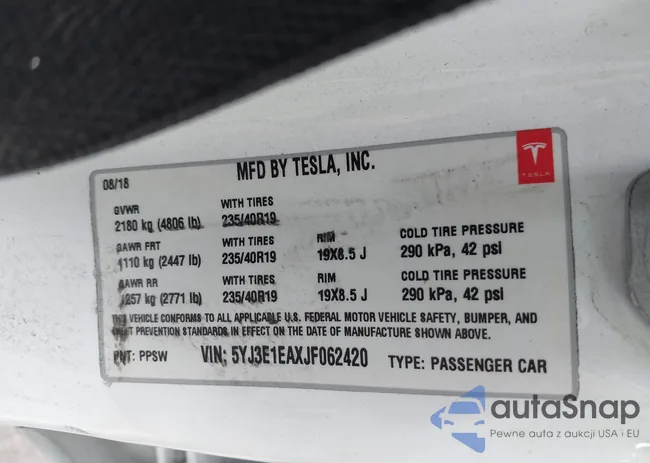 MFD BY TESLA, INC.
TESLA
08/18
GVWR WITH TIRES
2180 kg (4806 lb) 235/40R19
GAWR FRT WITH TIRES RIM COLD TIRE PRESSURE
1110 kg (2447 lb) 235/40R19 19X8.5 J 290 kPa, 42 psi
GAWR RR WITH TIRES RIM COLD TIRE PRESSURE
1257 kg (2771 lb) 235/40R19 19X8.5 J 290 kPa, 42 psi
THIS VEHICLE CONFORMS TO ALL APPLICABLE U.S. FEDERAL MOTOR VEHICLE SAFETY, BUMPER, AND
THEFT PREVENTION STANDARDS IN EFFECT ON THE DATE OF MANUFACTURE SHOWN ABOVE.
PNT: PPSW VIN: 5YJ3E1EAXJF062420 TYPE: PASSENGER CAR
autaSnap
Pewne auta z aukcji USA i EU